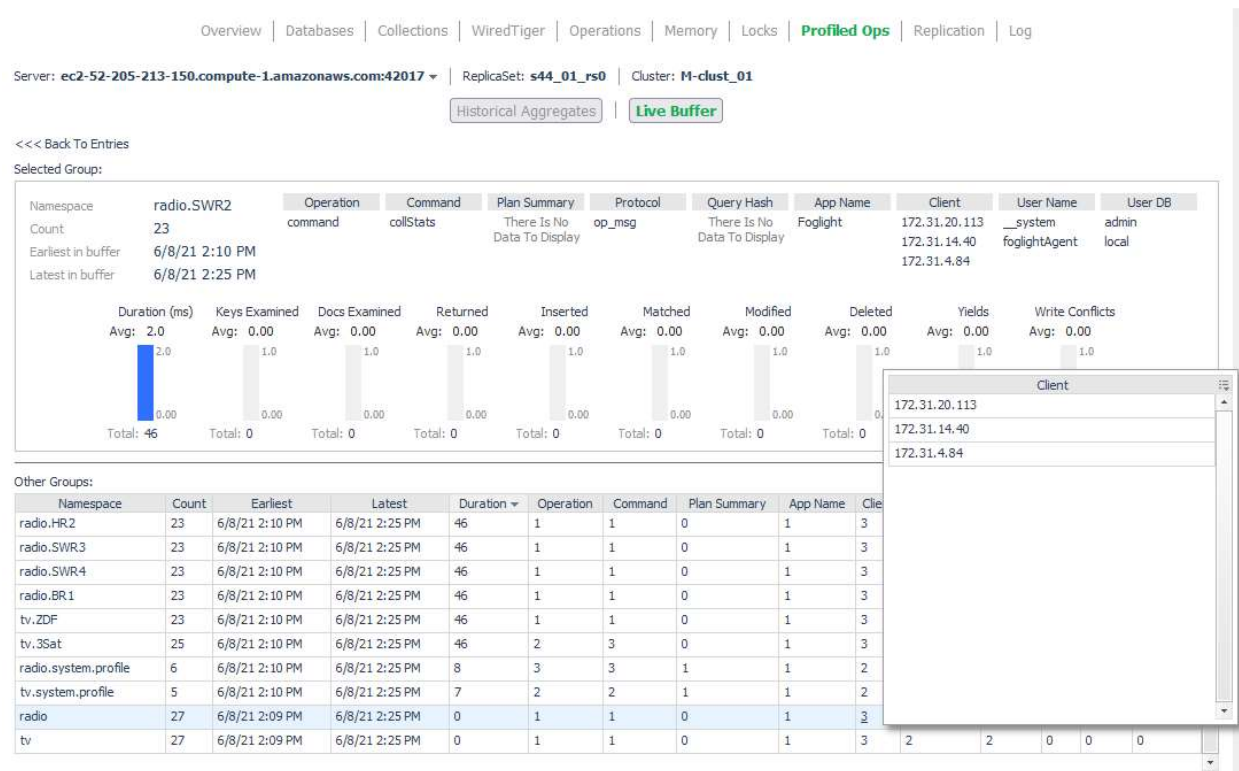 Overview | Databases | Collections | WiredTiger | Operations | Memory | Locks | Profiled Ops | Replication | Log
Server: ec2-52-205-213-150.compute-1.amazonaws.com:42017 | ReplicaSet: s44_01_rs0 | Cluster: M-clust_01
Historical Aggregates | Live Buffer
<<< Back To Entries
Selected Group:
Namespace radio.SWR2
Count 23
Earliest in buffer 6/8/21 2:10 PM
Latest in buffer 6/8/21 2:25 PM
Operation Command Plan Summary Protocol Query Hash App Name Client User Name User DB
command collStats There Is No op_msg There Is No Foglight 172.31.20.113 __system admin
Data To Display Data To Display 172.31.14.40 foglightAgent local
172.31.4.84
Duration (ms) Keys Examined Docs Examined Returned Inserted Matched Modified Deleted Yields Write Conflicts
Avg: 2.0 Avg: 0.00 Avg: 0.00 Avg: 0.00 Avg: 0.00 Avg: 0.00 Avg: 0.00 Avg: 0.00 Avg: 0.00 Avg: 0.00
2.0 1.0 1.0 1.0 1.0 1.0 1.0 1.0 1.0 1.0
0.00 0.00 0.00 0.00 0.00 0.00 0.00
Total: 46 Total: 0 Total: 0 Total: 0 Total: 0 Total: 0 Total: 0 Total: 0
Client
172.31.20.113
172.31.14.40
172.31.4.84
Other Groups:
Namespace Count Earliest Latest Duration Operation Command Plan Summary App Name
radio.HR2 23 6/8/21 2:10 PM 6/8/21 2:25 PM 46 1 1 0 1 3
radio.SWR3 23 6/8/21 2:10 PM 6/8/21 2:25 PM 46 1 1 0 1 3
radio.SWR4 23 6/8/21 2:10 PM 6/8/21 2:25 PM 46 1 1 0 1 3
radio.BR1 23 6/8/21 2:10 PM 6/8/21 2:25 PM 46 1 1 0 1 3
tv.ZDF 23 6/8/21 2:10 PM 6/8/21 2:25 PM 46 1 1 0 1 3
tv.3Sat 25 6/8/21 2:10 PM 6/8/21 2:25 PM 46 2 3 0 1 3
radio.system.profile 6 6/8/21 2:10 PM 6/8/21 2:25 PM 8 3 3 1 1 2
tv.system.profile 5 6/8/21 2:10 PM 6/8/21 2:25 PM 7 2 2 1 1 2
radio 27 6/8/21 2:09 PM 6/8/21 2:25 PM 0 1 1 0 1 3
tv 27 6/8/21 2:09 PM 6/8/21 2:25 PM 0 1 1 0 1 3 2 2 0 0 0